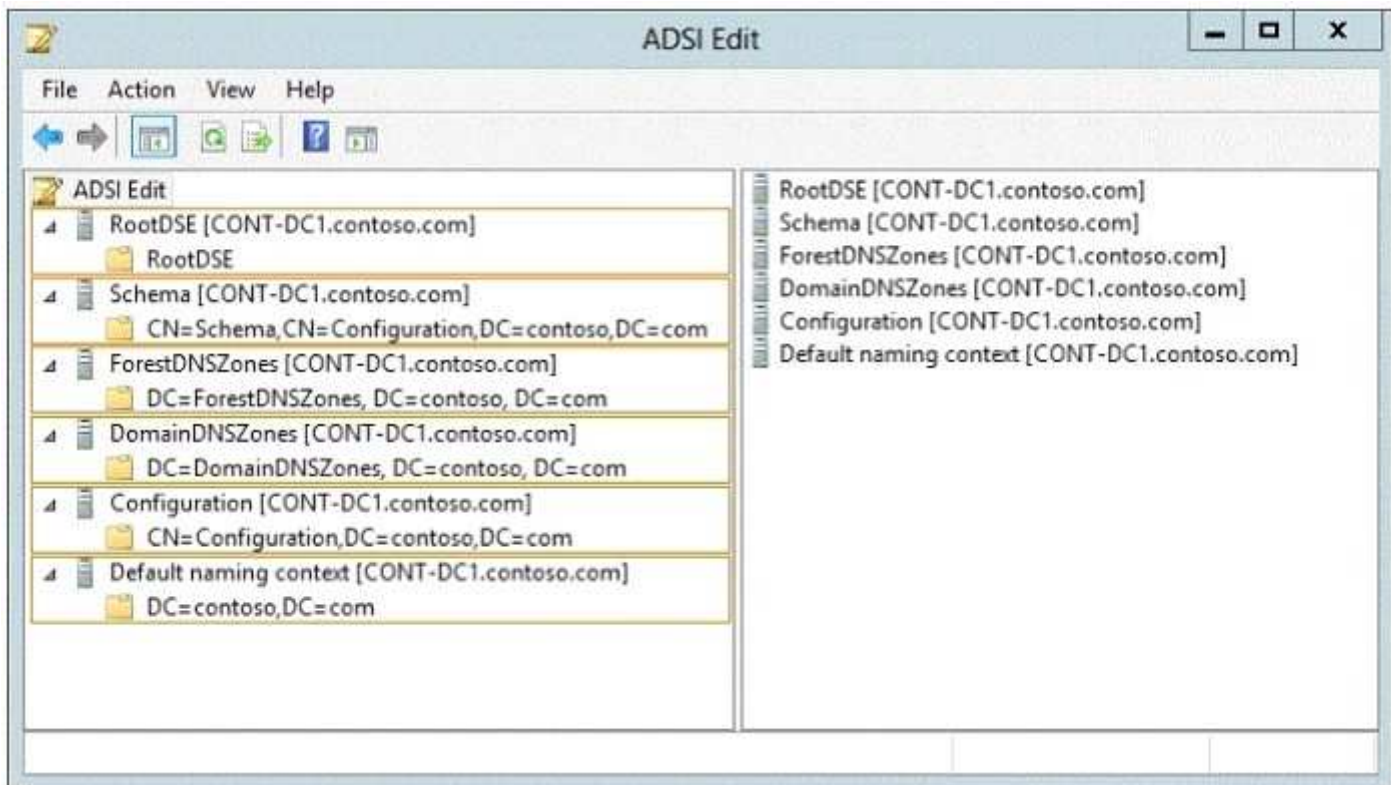 ADSI Edit
File Action View Help
ADSI Edit
RootDSE [CONT-DC1.contoso.com]
RootDSE
Schema [CONT-DC1.contoso.com]
CN=Schema,CN=Configuration,DC=contoso,DC=com
ForestDNSZones [CONT-DC1.contoso.com]
DC=ForestDNSZones, DC=contoso, DC=com
DomainDNSZones [CONT-DC1.contoso.com]
DC=DomainDNSZones, DC=contoso, DC=com
Configuration [CONT-DC1.contoso.com]
CN=Configuration,DC=contoso,DC=com
Default naming context [CONT-DC1.contoso.com]
DC=contoso,DC=com
RootDSE [CONT-DC1.contoso.com]
Schema [CONT-DC1.contoso.com]
ForestDNSZones [CONT-DC1.contoso.com]
DomainDNSZones [CONT-DC1.contoso.com]
Configuration [CONT-DC1.contoso.com]
Default naming context [CONT-DC1.contoso.com]